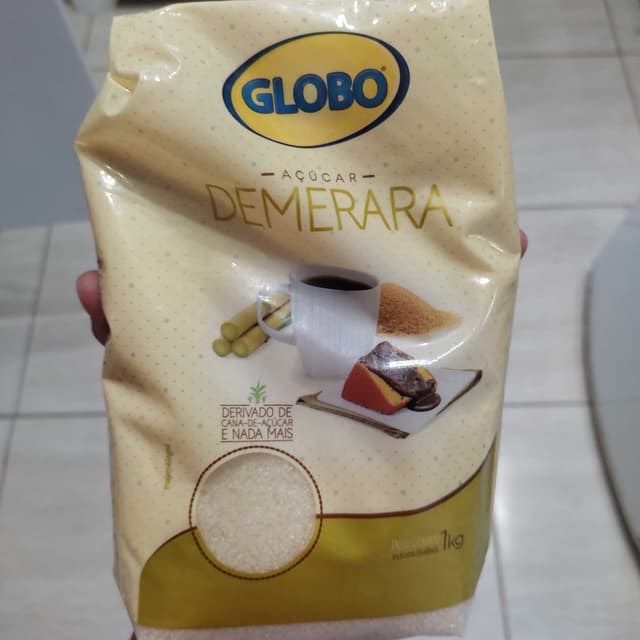 GLOBO
AÇÚCAR
DEMERARA
DERIVADO DE
CANA-DE-AÇÚCAR
E NADA MAIS
1kg